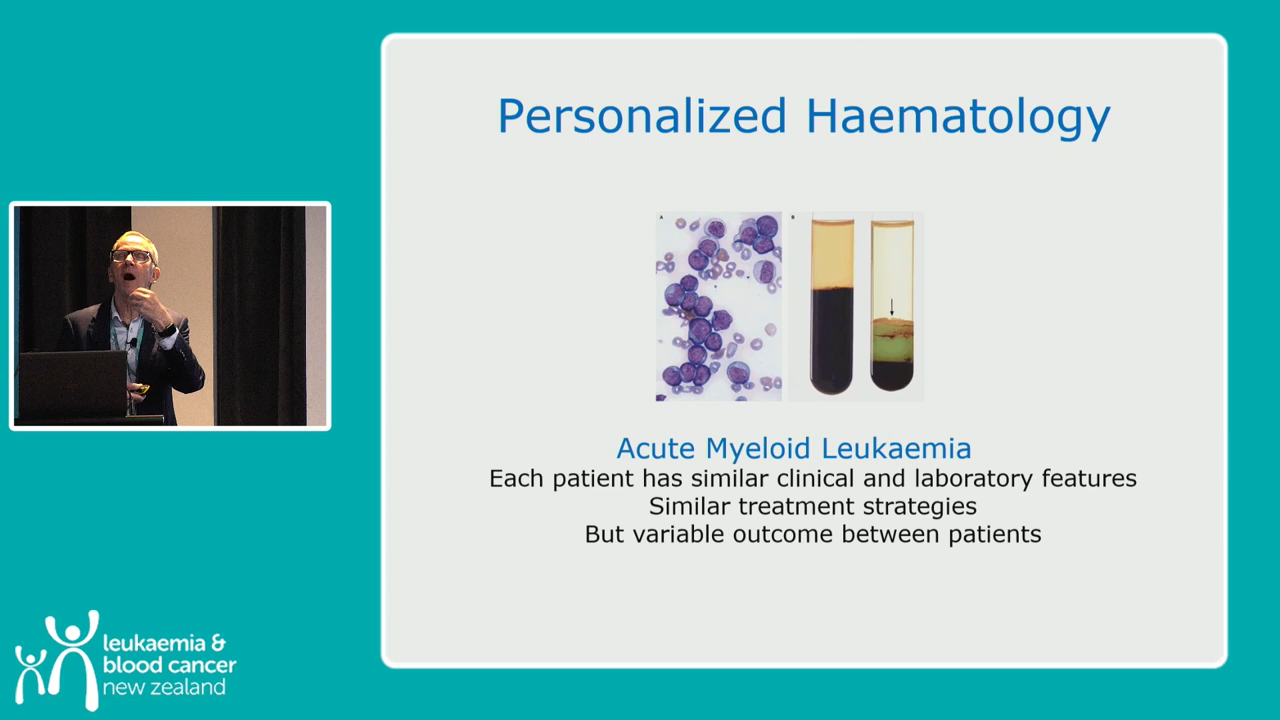 Personalized Haematology
A
B
Acute Myeloid Leukaemia
Each patient has similar clinical and laboratory features
Similar treatment strategies
But variable outcome between patients
leukaemia &
blood cancer
new zealand